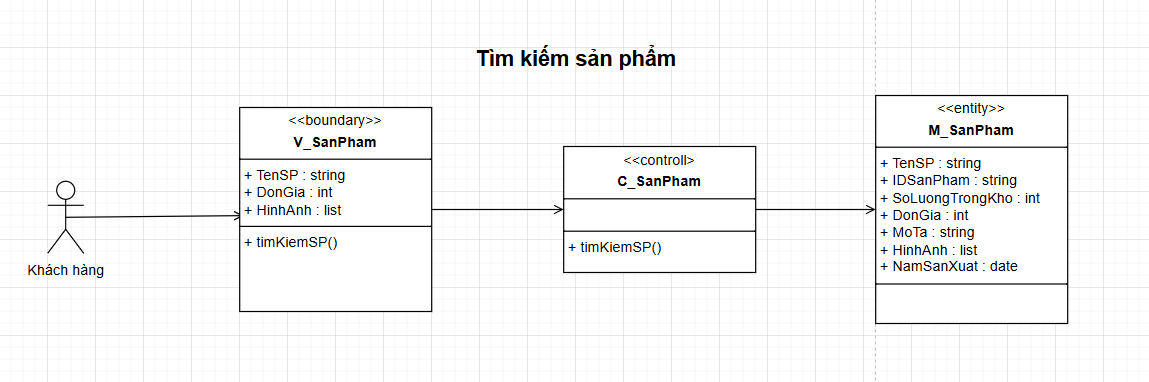 Tìm kiếm sản phẩm
Khách hàng
<<boundary>>
V_SanPham
+ TenSP : string
+ DonGia : int
+ HinhAnh : list
+ timKiemSP()
<<controll>
C_SanPham
+ timKiemSP()
<<entity>>
M_SanPham
+ TenSP : string
+ IDSanPham : string
+ SoLuongTrongKho : int
+ DonGia : int
+ MoTa : string
+ HinhAnh : list
+ NamSanXuat : date